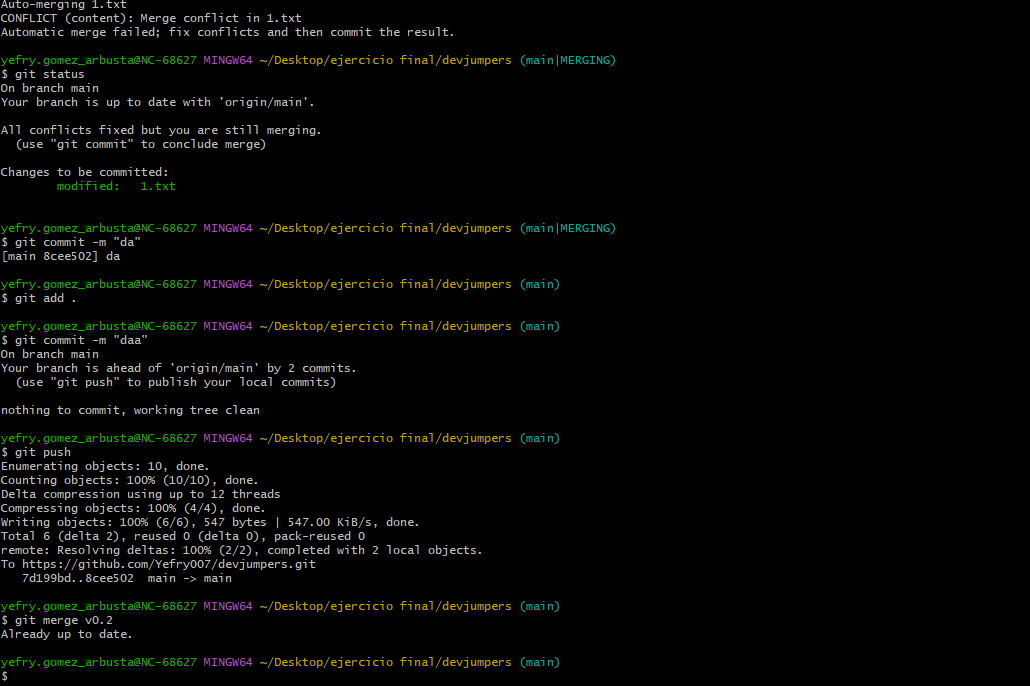 Auto-merging 1.txt
CONFLICT (content): Merge conflict in 1.txt
Automatic merge failed; fix conflicts and then commit the result.
yefry.gomez_arbusta@NC-68627 MINGW64 ~/Desktop/ejercicio final/devjumpers (main|MERGING)
$ git status
On branch main
Your branch is up to date with 'origin/main'.
All conflicts fixed but you are still merging.
  (use "git commit" to conclude merge)
Changes to be committed:
        modified:   1.txt
yefry.gomez_arbusta@NC-68627 MINGW64 ~/Desktop/ejercicio final/devjumpers (main|MERGING)
$ git commit -m "da"
[main 8cee502] da
yefry.gomez_arbusta@NC-68627 MINGW64 ~/Desktop/ejercicio final/devjumpers (main)
$ git add .
yefry.gomez_arbusta@NC-68627 MINGW64 ~/Desktop/ejercicio final/devjumpers (main)
$ git commit -m "daa"
On branch main
Your branch is ahead of 'origin/main' by 2 commits.
  (use "git push" to publish your local commits)
nothing to commit, working tree clean
yefry.gomez_arbusta@NC-68627 MINGW64 ~/Desktop/ejercicio final/devjumpers (main)
$ git push
Enumerating objects: 10, done.
Counting objects: 100% (10/10), done.
Delta compression using up to 12 threads
Compressing objects: 100% (4/4), done.
Writing objects: 100% (6/6), 547 bytes | 547.00 KiB/s, done.
Total 6 (delta 2), reused 0 (delta 0), pack-reused 0
remote: Resolving deltas: 100% (2/2), completed with 2 local objects.
To https://github.com/Yefry007/devjumpers.git
   7d199bd..8cee502  main -> main
yefry.gomez_arbusta@NC-68627 MINGW64 ~/Desktop/ejercicio final/devjumpers (main)
$ git merge v0.2
Already up to date.
yefry.gomez_arbusta@NC-68627 MINGW64 ~/Desktop/ejercicio final/devjumpers (main)
$